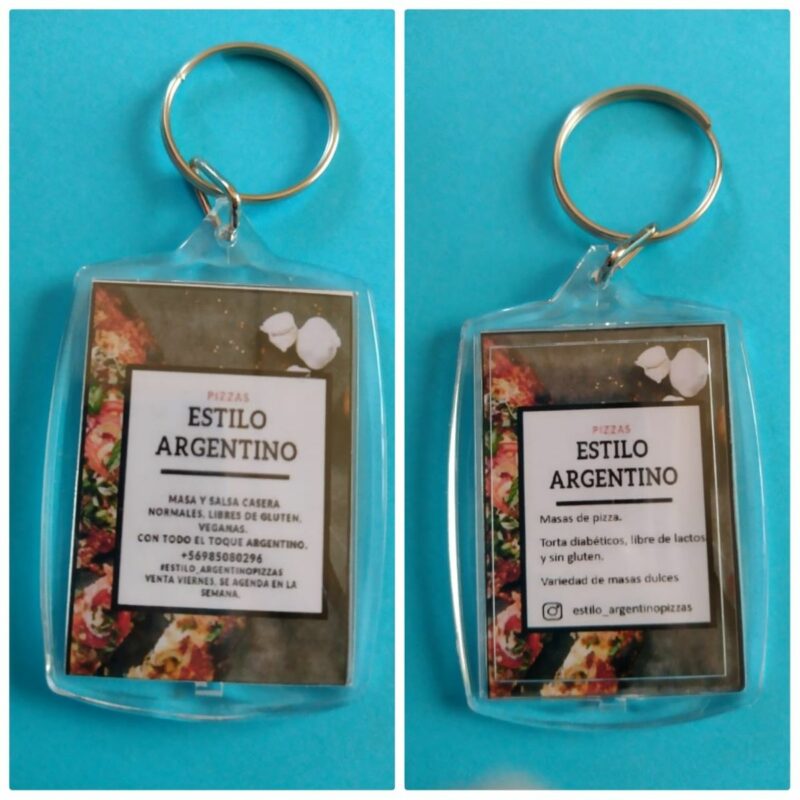 PIZZAS
ESTILO
ARGENTINO
MASA Y SALSA CASERA
NORMALES, LIBRES DE GLUTEN,
VEGANAS.
CON TODO EL TOQUE ARGENTINO.
+56985080296
#ESTILO_ARGENTINOPIZZAS
VENTA VIERNES, SE AGENDA EN LA
SEMANA.
PIZZAS
ESTILO
ARGENTINO
Masas de pizza.
Torta diabéticos, libre de lactos
y sin gluten.
Variedad de masas dulces
estilo_argentinopizzas